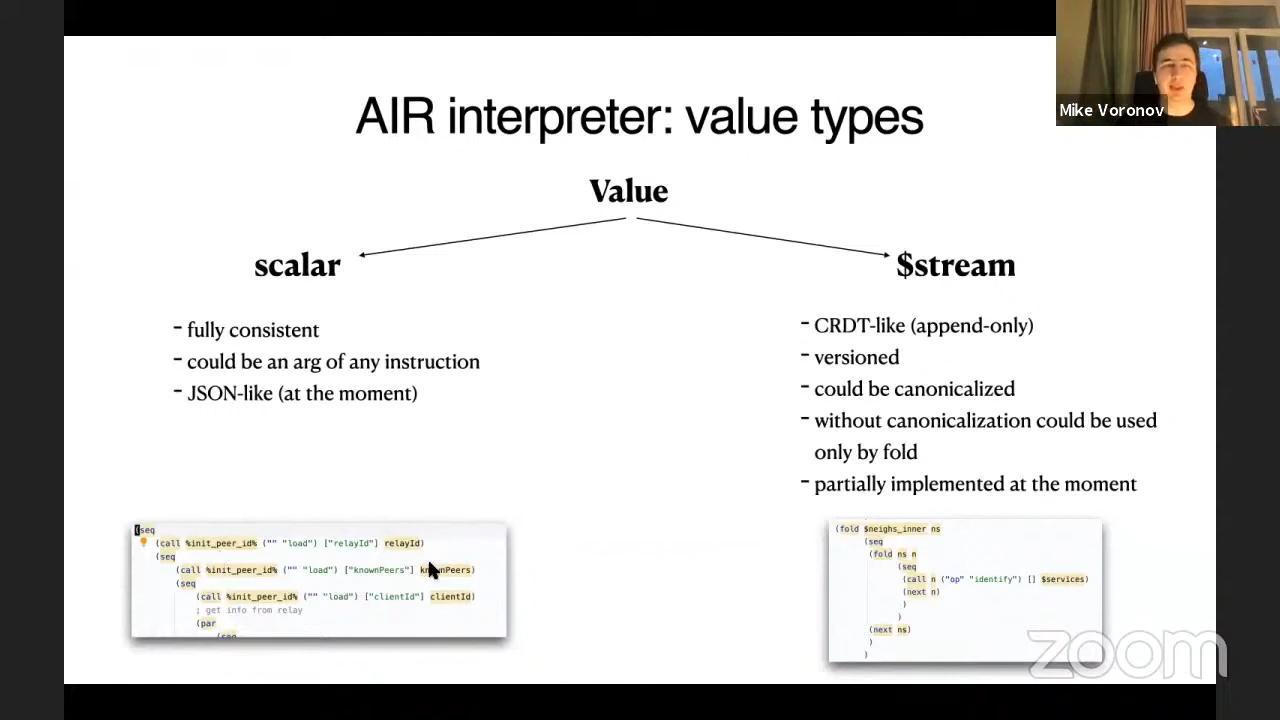 Mike Voronov
AIR interpreter: value types
Value
scalar
- fully consistent
- could be an arg of any instruction
- JSON-like (at the moment)
$stream
- CRDT-like (append-only)
- versioned
- could be canonicalized
- without canonicalization could be used
only by fold
- partially implemented at the moment
(seq
(call %init_peer_id% ("" "load") ["relayId"] relayId)
(seq
(call %init_peer_id% ("" "load") ["knownPeers"] knownPeers)
(seq
(call %init_peer_id% ("" "load") ["clientId"] clientId)
; get info from relay
(par
(seq
(fold $neighs_inner ns
(seq
(fold ns n
(seq
(call n ("op" "identify") [] $services)
(next n)
)
)
(next ns)
)
)
zoom